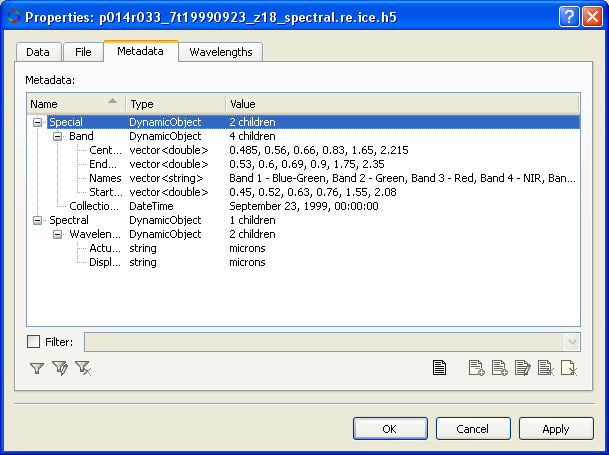 Properties: p014r033_7t19990923_z18_spectral.re.ice.h5
Data File Metadata Wavelengths
Metadata:
Name Type Value
Special DynamicObject 2 children
Band DynamicObject 4 children
Cent... vector<double> 0.485, 0.56, 0.66, 0.83, 1.65, 2.215
End... vector<double> 0.53, 0.6, 0.69, 0.9, 1.75, 2.35
Names vector<string> Band 1 - Blue-Green, Band 2 - Green, Band 3 - Red, Band 4 - NIR, Ban...
Start... vector<double> 0.45, 0.52, 0.63, 0.76, 1.55, 2.08
Collectio... DateTime September 23, 1999, 00:00:00
Spectral DynamicObject 1 children
Wavelen... DynamicObject 2 children
Actu... string microns
Displ... string microns
Filter:
OK Cancel Apply